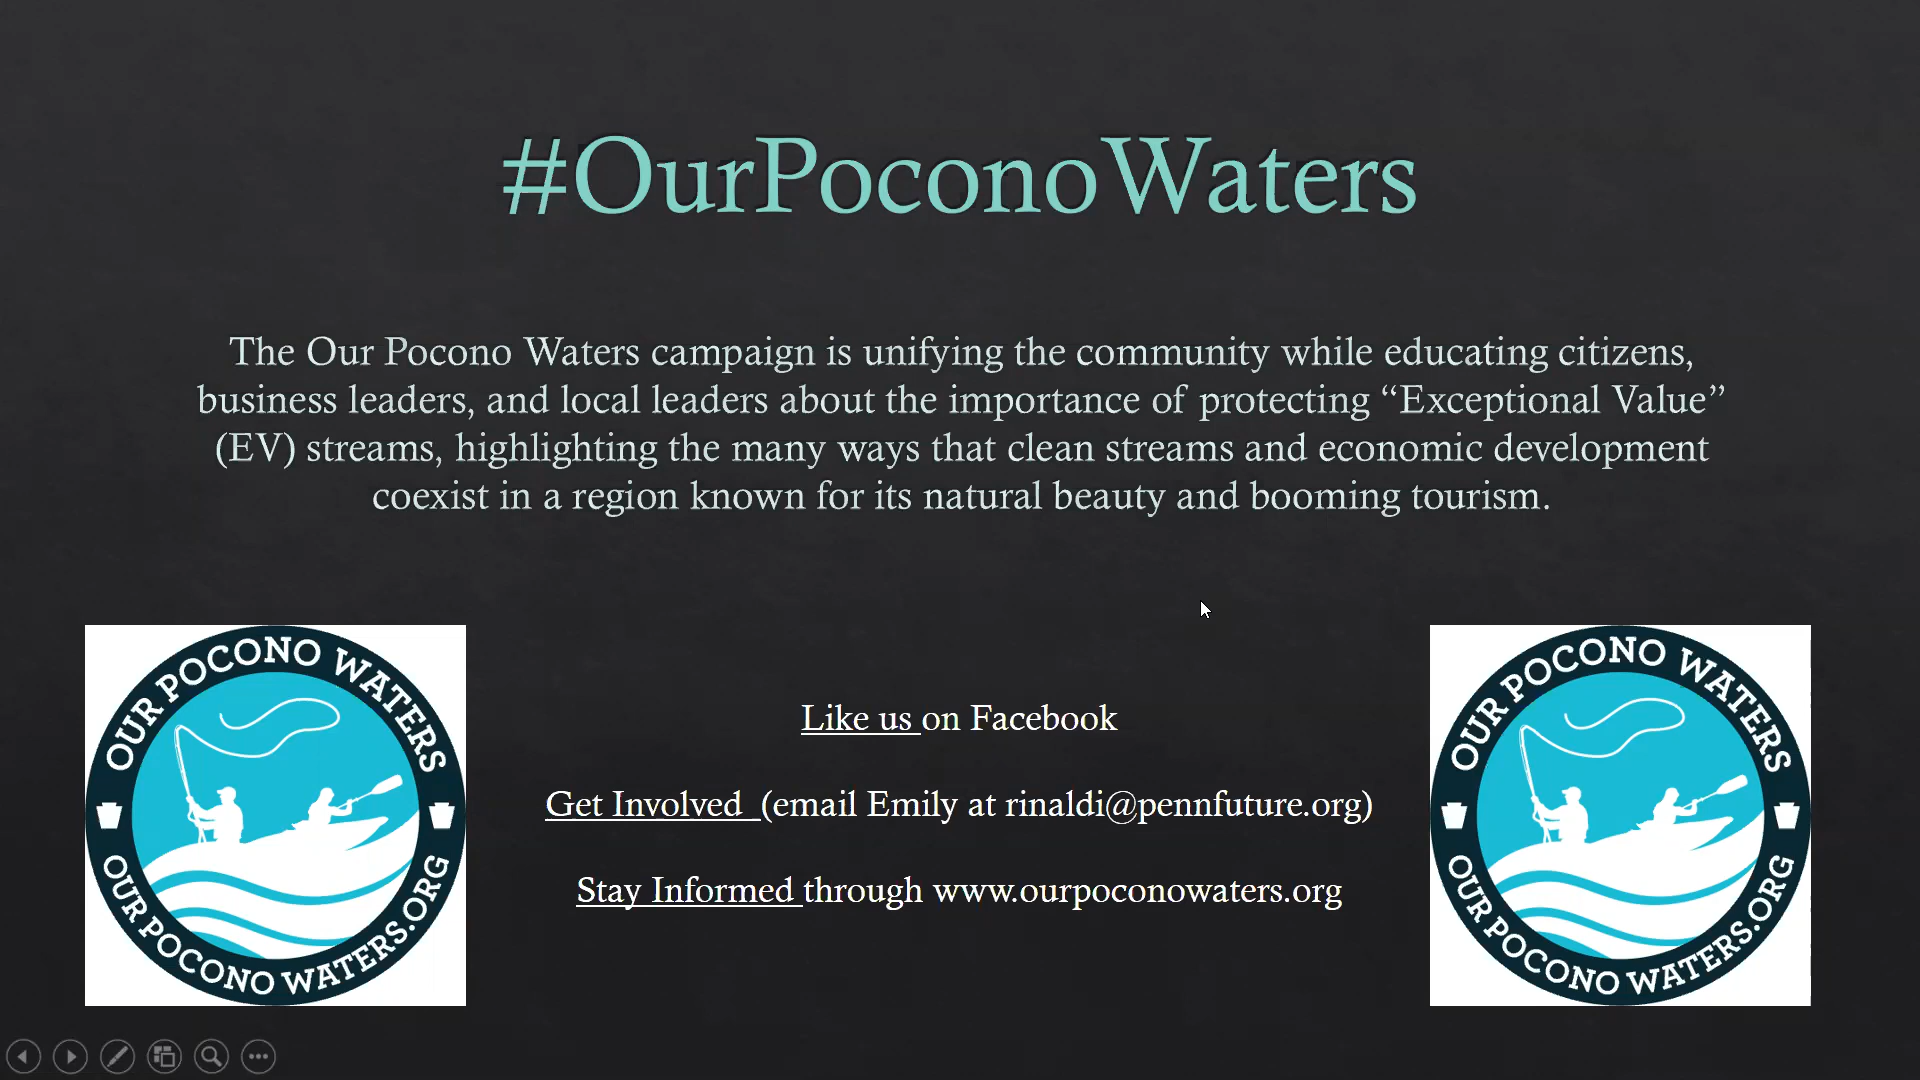 #OurPoconoWaters
The Our Pocono Waters campaign is unifying the community while educating citizens,
business leaders, and local leaders about the importance of protecting “Exceptional Value”
(EV) streams, highlighting the many ways that clean streams and economic development
coexist in a region known for its natural beauty and booming tourism.
OUR POCONO WATERS
OUR POCONO WATERS.ORG
Like us on Facebook
Get Involved (email Emily at rinaldi@pennfuture.org)
Stay Informed through www.ourpoconowaters.org
OUR POCONO WATERS
OUR POCONO WATERS.ORG